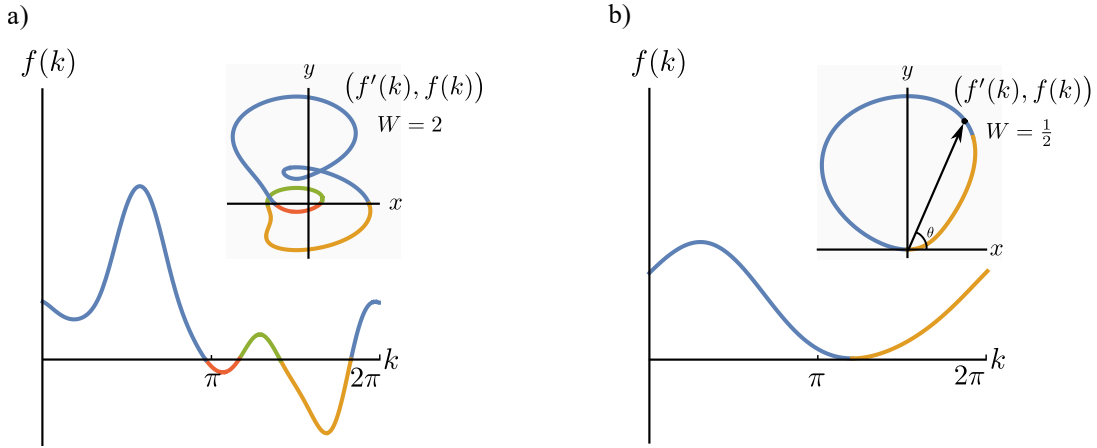 a)
f(k)
y
(f′(k), f(k))
W = 2
x
π
2π
k
b)
f(k)
y
(f′(k), f(k))
W = 1/2
θ
x
π
2π
k